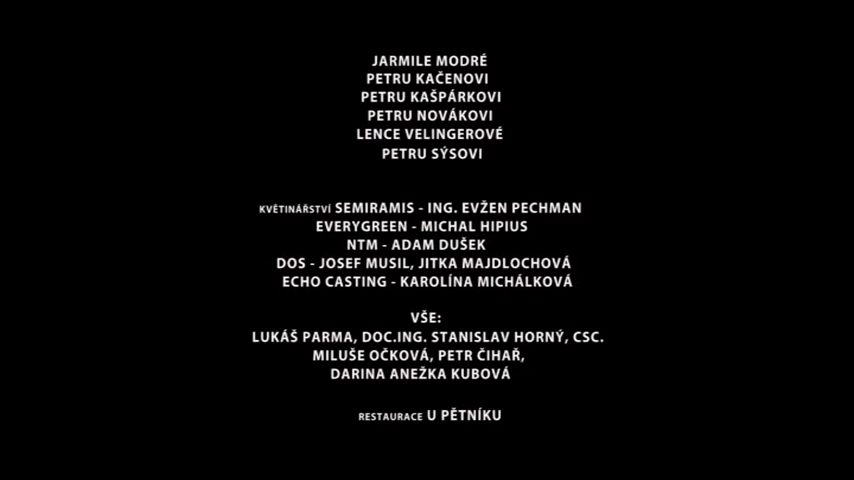 JARMILE MODRÉ
PETRU KAČENOVI
PETRU KAŠPÁRKOVI
PETRU NOVÁKOVI
LENCE VELINGEROVÉ
PETRU SÝSOVI
KVĚTINÁŘSTVÍ SEMIRAMIS - ING. EVŽEN PECHMAN
EVERYGREEN - MICHAL HIPIUS
NTM - ADAM DUŠEK
DOS - JOSEF MUSIL, JITKA MAJDLOCHOVÁ
ECHO CASTING - KAROLÍNA MICHÁLKOVÁ
VŠE:
LUKÁŠ PARMA, DOC.ING. STANISLAV HORNÝ, CSC.
MILUŠE OČKOVÁ, PETR ČIHAŘ,
DARINA ANEŽKA KUBOVÁ
RESTAURACE U PĚTNÍKU